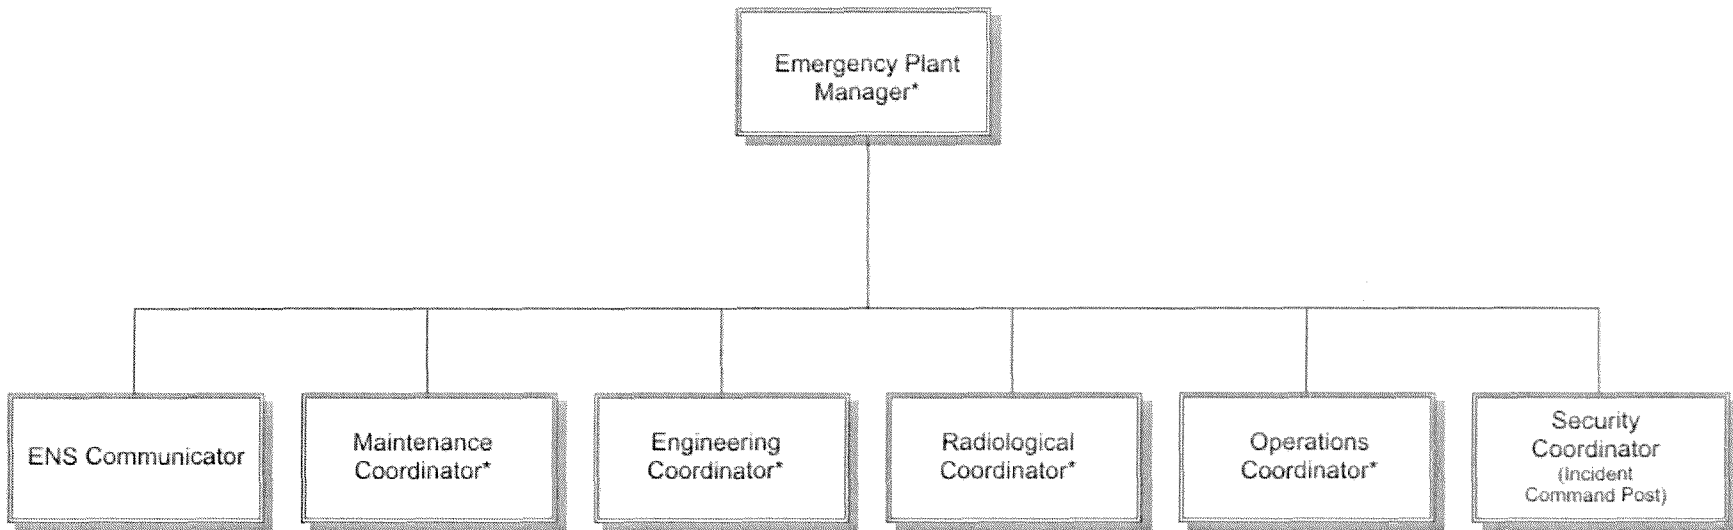 Emergency Plant
Manager*
ENS Communicator
Maintenance
Coordinator*
Engineering
Coordinator*
Radiological
Coordinator*
Operations
Coordinator*
Security
Coordinator
(Incident
Command Post)